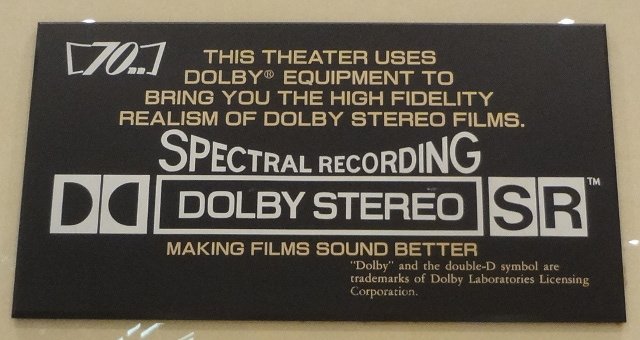 70mm
THIS THEATER USES
DOLBY® EQUIPMENT TO
BRING YOU THE HIGH FIDELITY
REALISM OF DOLBY STEREO FILMS.
SPECTRAL RECORDING
DOLBY STEREO SR™
MAKING FILMS SOUND BETTER
"Dolby" and the double-D symbol are
trademarks of Dolby Laboratories Licensing
Corporation.